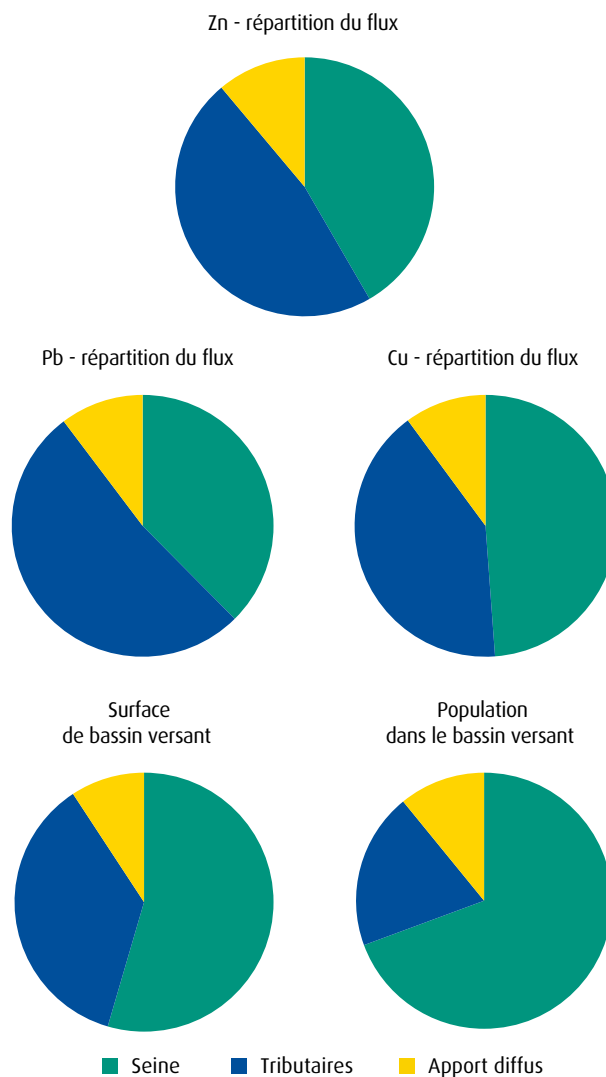 Zn - répartition du flux
Pb - répartition du flux
Cu - répartition du flux
Surface
de bassin versant
Population
dans le bassin versant
Seine
Tributaires
Apport diffus